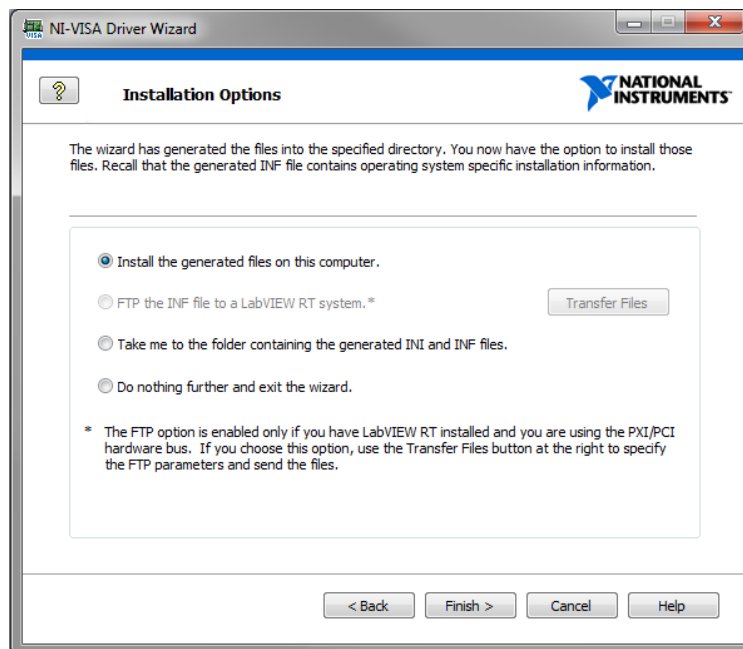 VISA
NI-VISA Driver Wizard
?
Installation Options
NATIONAL
INSTRUMENTS™
The wizard has generated the files into the specified directory. You now have the option to install those
files. Recall that the generated INF file contains operating system specific installation information.
Install the generated files on this computer.
FTP the INF file to a LabVIEW RT system.*
Transfer Files
Take me to the folder containing the generated INI and INF files.
Do nothing further and exit the wizard.
* The FTP option is enabled only if you have LabVIEW RT installed and you are using the PXI/PCI
hardware bus. If you choose this option, use the Transfer Files button at the right to specify
the FTP parameters and send the files.
< Back
Finish >
Cancel
Help